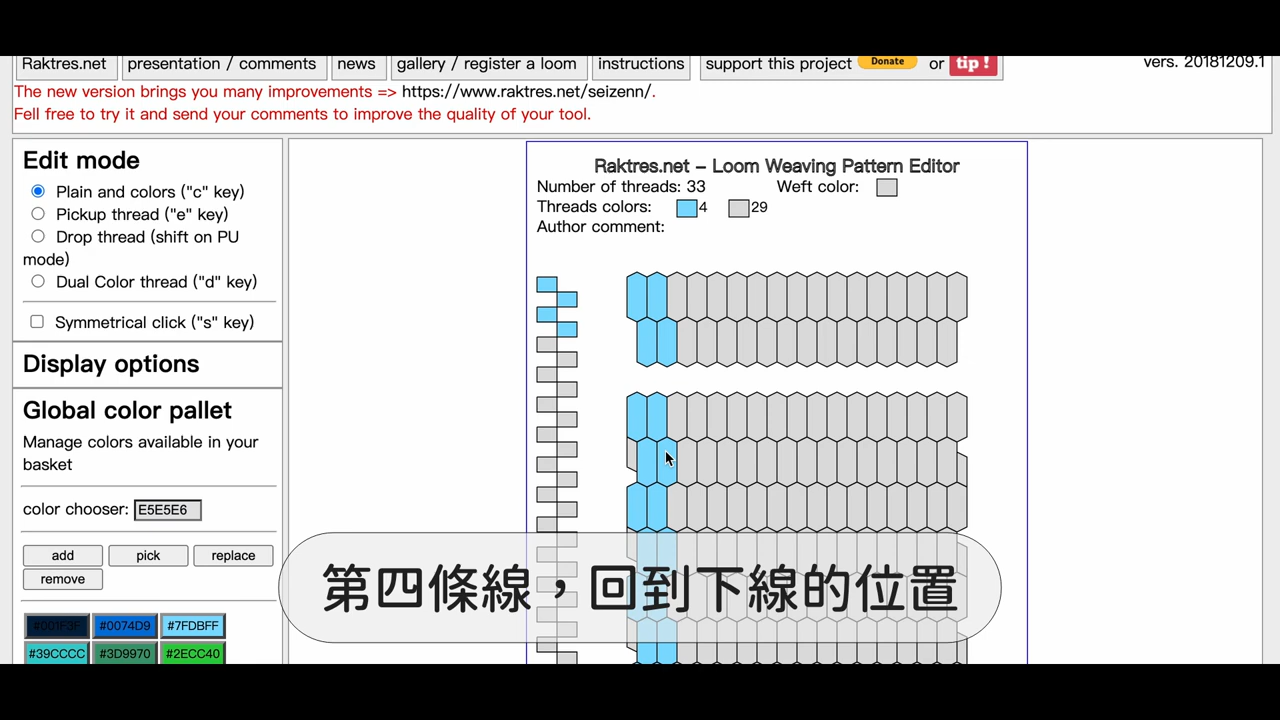 Raktres.net
presentation / comments
news
gallery / register a loom
instructions
support this project
Donate
or
tip !
vers. 20181209.1
The new version brings you many improvements => https://www.raktres.net/seizenn/.
Fell free to try it and send your comments to improve the quality of your tool.
Edit mode
Plain and colors ("c" key)
Pickup thread ("e" key)
Drop thread (shift on PU
mode)
Dual Color thread ("d" key)
Symmetrical click ("s" key)
Display options
Global color pallet
Manage colors available in your
basket
color chooser: E5E5E6
add
pick
replace
remove
#001F3F
#0074D9
#7FDBFF
#39CCCC
#3D9970
#2ECC40
Raktres.net – Loom Weaving Pattern Editor
Number of threads: 33
Weft color:
Threads colors:
4
29
Author comment:
第四條線，回到下線的位置